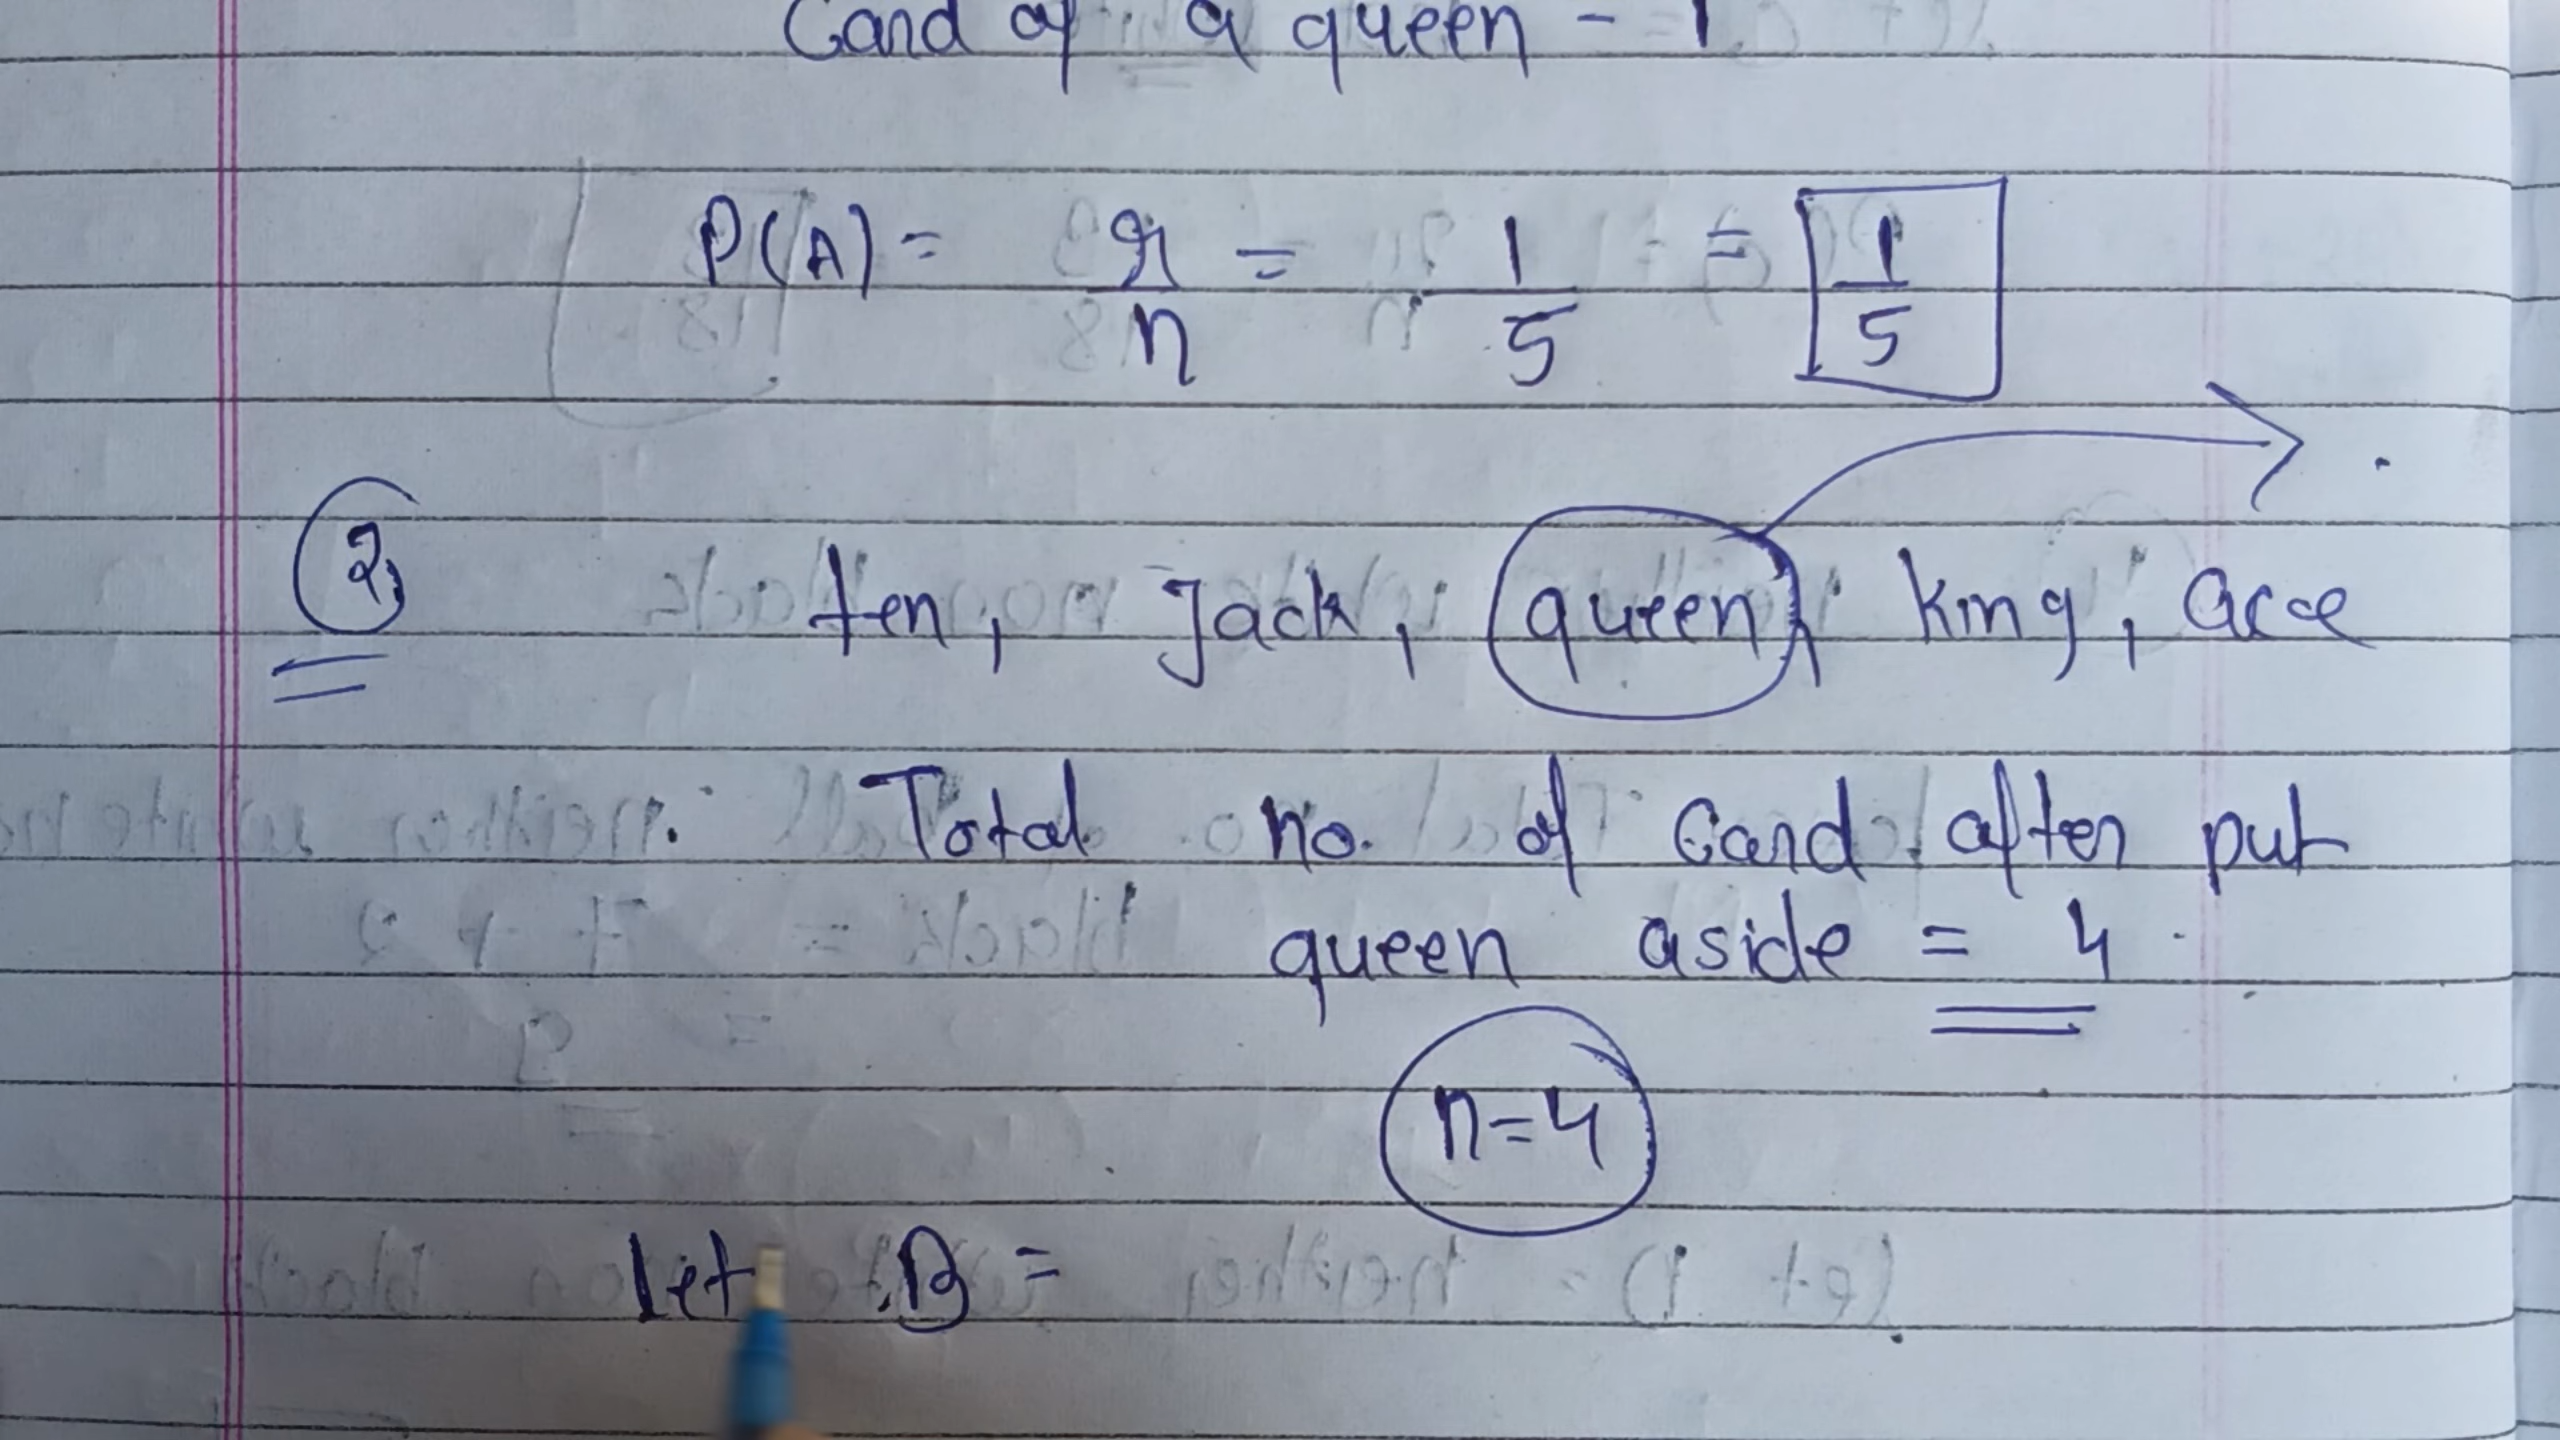 Card of a queen - 1
P(A) = r/n = 1/5 = 1/5
2) ten, Jack, queen, king, ace
Total no. of Card after put
queen aside = 4
n=4
Let B =